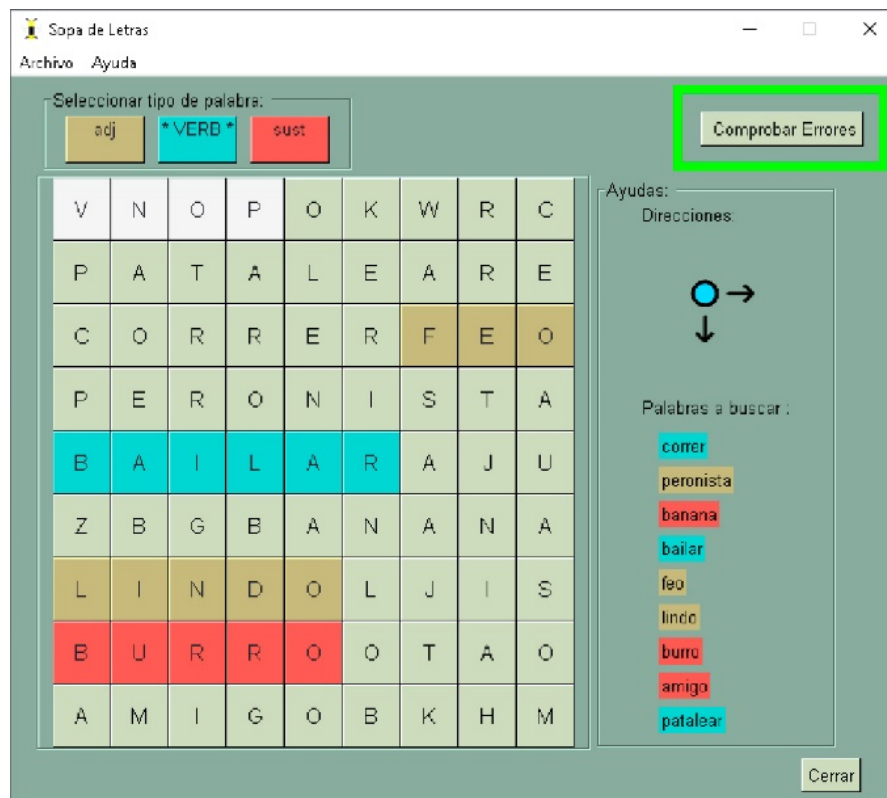 Sopa de Letras
Archivo Ayuda
Seleccionar tipo de palabra:
adj * VERB * sust
Comprobar Errores
V N O P O K W R C
P A T A L E A R E
C O R R E R F E O
P E R O N I S T A
B A I L A R A J U
Z B G B A N A N A
L I N D O L J I S
B U R R O O T A O
A M I G O B K H M
Ayudas:
Direcciones:
Palabras a buscar :
correr
peronista
banana
bailar
feo
lindo
burro
amigo
patalear
Cerrar